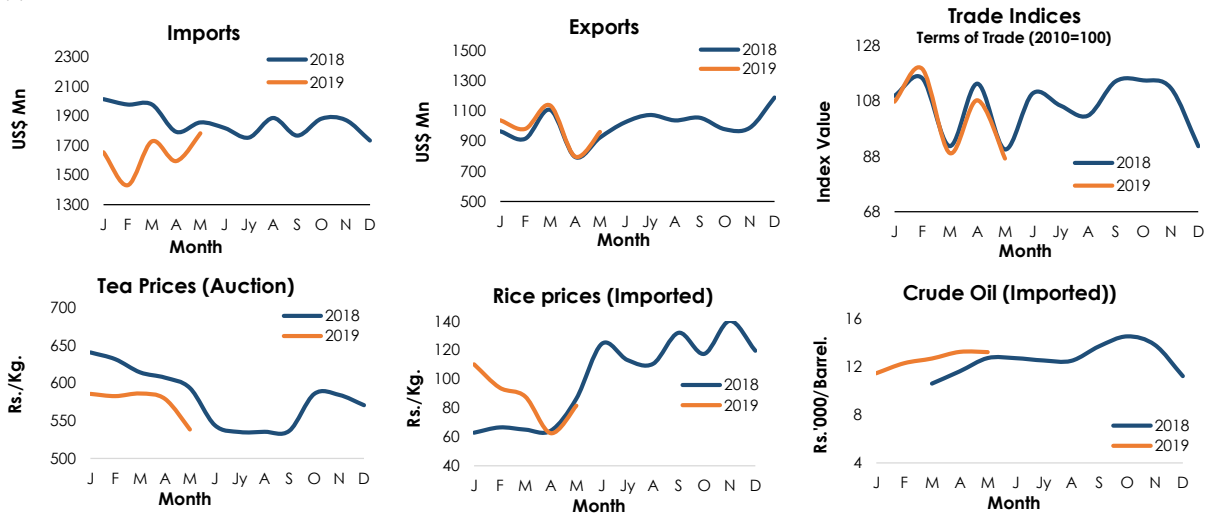 Imports
2300
2100
1900
1700
1500
1300
US$ Mn
2018
2019
J F M A M J Jy A S O N D
Month
Exports
1500
1300
1100
900
700
500
US$ Mn
2018
2019
J F M A M J Jy A S O N D
Month
Trade Indices
Terms of Trade (2010=100)
128
108
88
68
Index Value
2018
2019
J F M A M J Jy A S O N D
Month
Tea Prices (Auction)
700
650
600
550
500
Rs./Kg.
2018
2019
J F M A M J Jy A S O N D
Month
Rice prices (Imported)
140
120
100
80
60
40
Rs./Kg.
2018
2019
J F M A M J Jy A S O N D
Month
Crude Oil (Imported))
16
12
8
4
Rs.'000/Barrel.
2018
2019
J F M A M J Jy A S O N D
Month